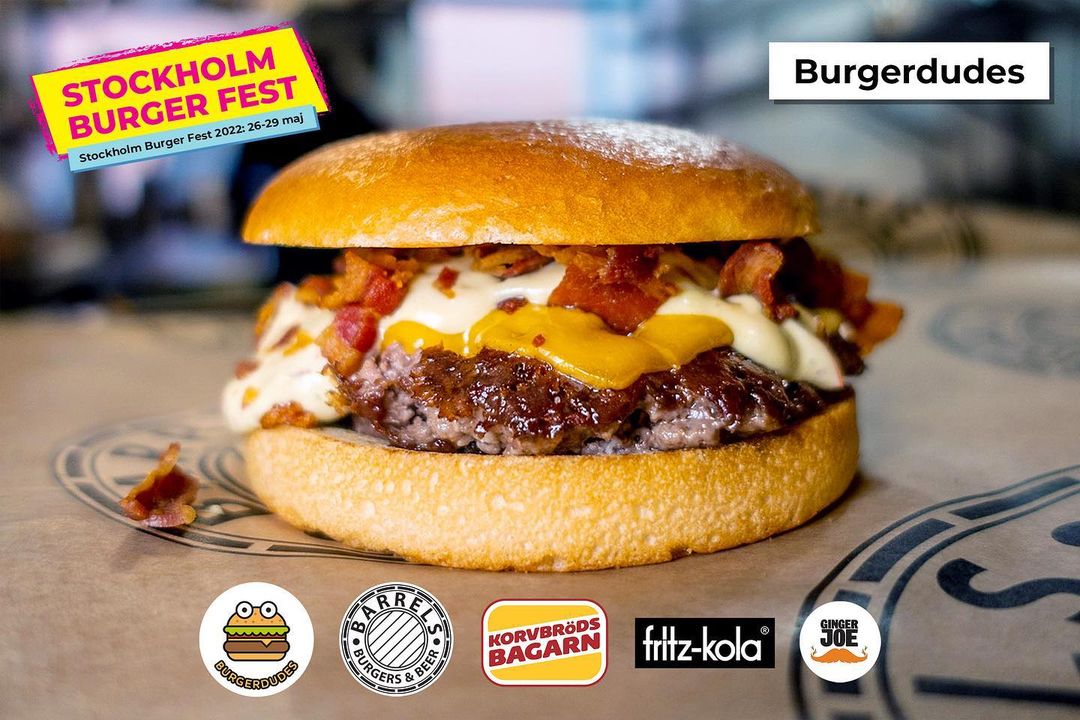 STOCKHOLM
BURGER FEST
Stockholm Burger Fest 2022: 26-29 maj
Burgerdudes
BURGERDUDES
BARRELS
BURGERS & BEER
KORVBRÖDS
BAGARN
fritz-kola®
GINGER
JOE